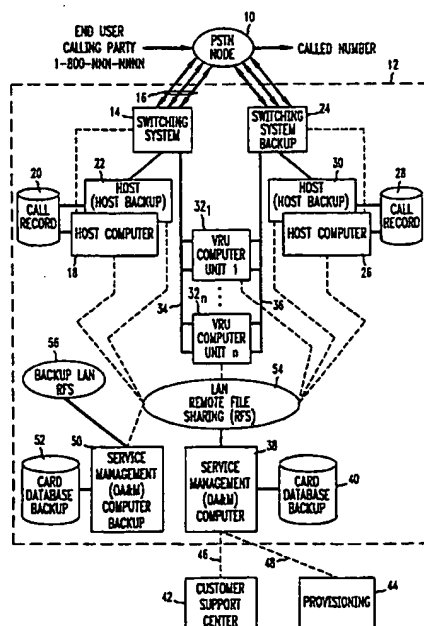 10
END USER
CALLING PARTY
1-800-NNN-NNNN
PSTN
NODE
CALLED NUMBER
12
16
14
SWITCHING
SYSTEM
24
SWITCHING
SYSTEM
BACKUP
20
CALL
RECORD
22
HOST
(HOST BACKUP)
HOST COMPUTER
18
30
HOST
(HOST BACKUP)
HOST COMPUTER
26
28
CALL
RECORD
32₁
VRU
COMPUTER
UNIT 1
34
36
32ₙ
VRU
COMPUTER
UNIT n
56
BACKUP LAN
RFS
54
LAN
REMOTE FILE
SHARING (RFS)
52
CARD
DATABASE
BACKUP
50
SERVICE
MANAGEMENT
(OA&M)
COMPUTER
BACKUP
38
SERVICE
MANAGEMENT
(OA&M)
COMPUTER
CARD
DATABASE
BACKUP
40
46
48
42
CUSTOMER
SUPPORT
CENTER
44
PROVISIONING